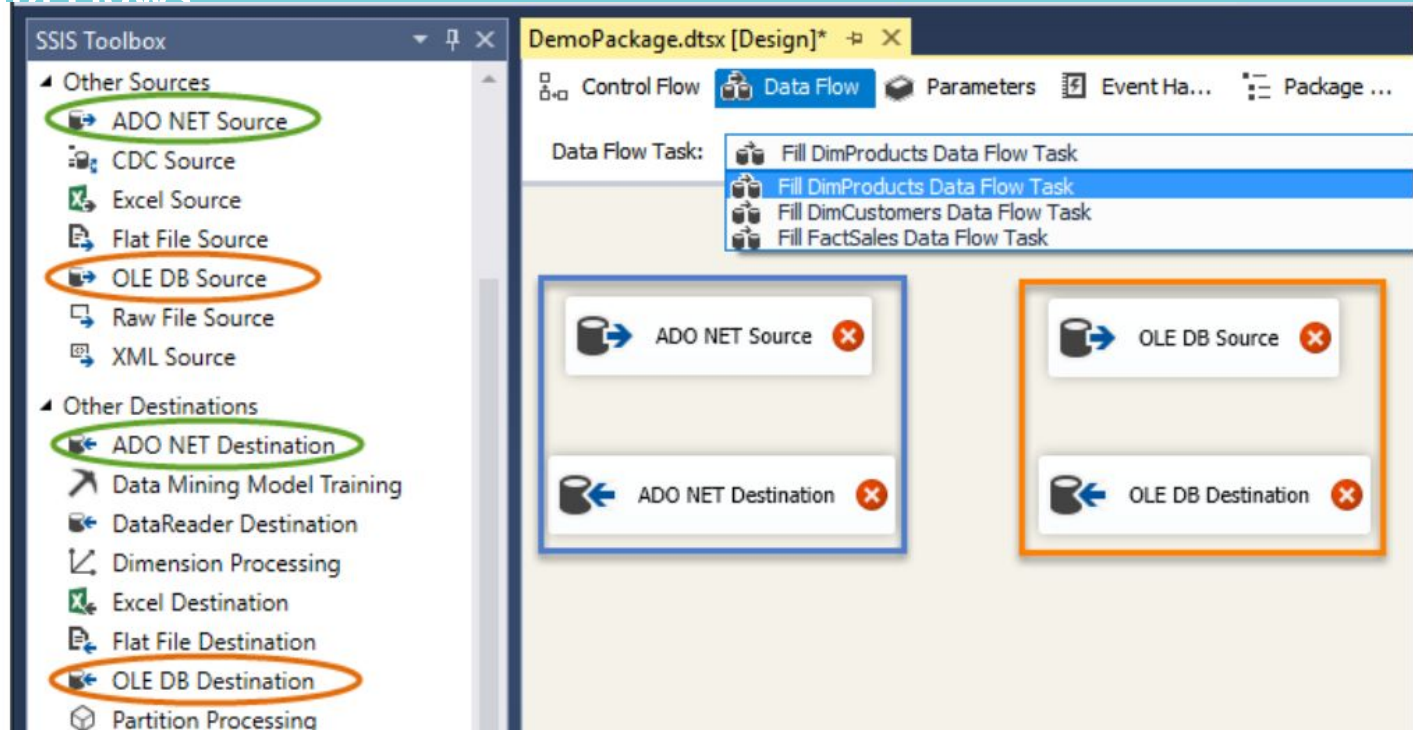 SSIS Toolbox
Other Sources
ADO NET Source
CDC Source
Excel Source
Flat File Source
OLE DB Source
Raw File Source
XML Source
Other Destinations
ADO NET Destination
Data Mining Model Training
DataReader Destination
Dimension Processing
Excel Destination
Flat File Destination
OLE DB Destination
Partition Processing
DemoPackage.dtsx [Design]*
Control Flow Data Flow Parameters Event Ha... Package ...
Data Flow Task: Fill DimProducts Data Flow Task
Fill DimProducts Data Flow Task
Fill DimCustomers Data Flow Task
Fill FactSales Data Flow Task
ADO NET Source
ADO NET Destination
OLE DB Source
OLE DB Destination